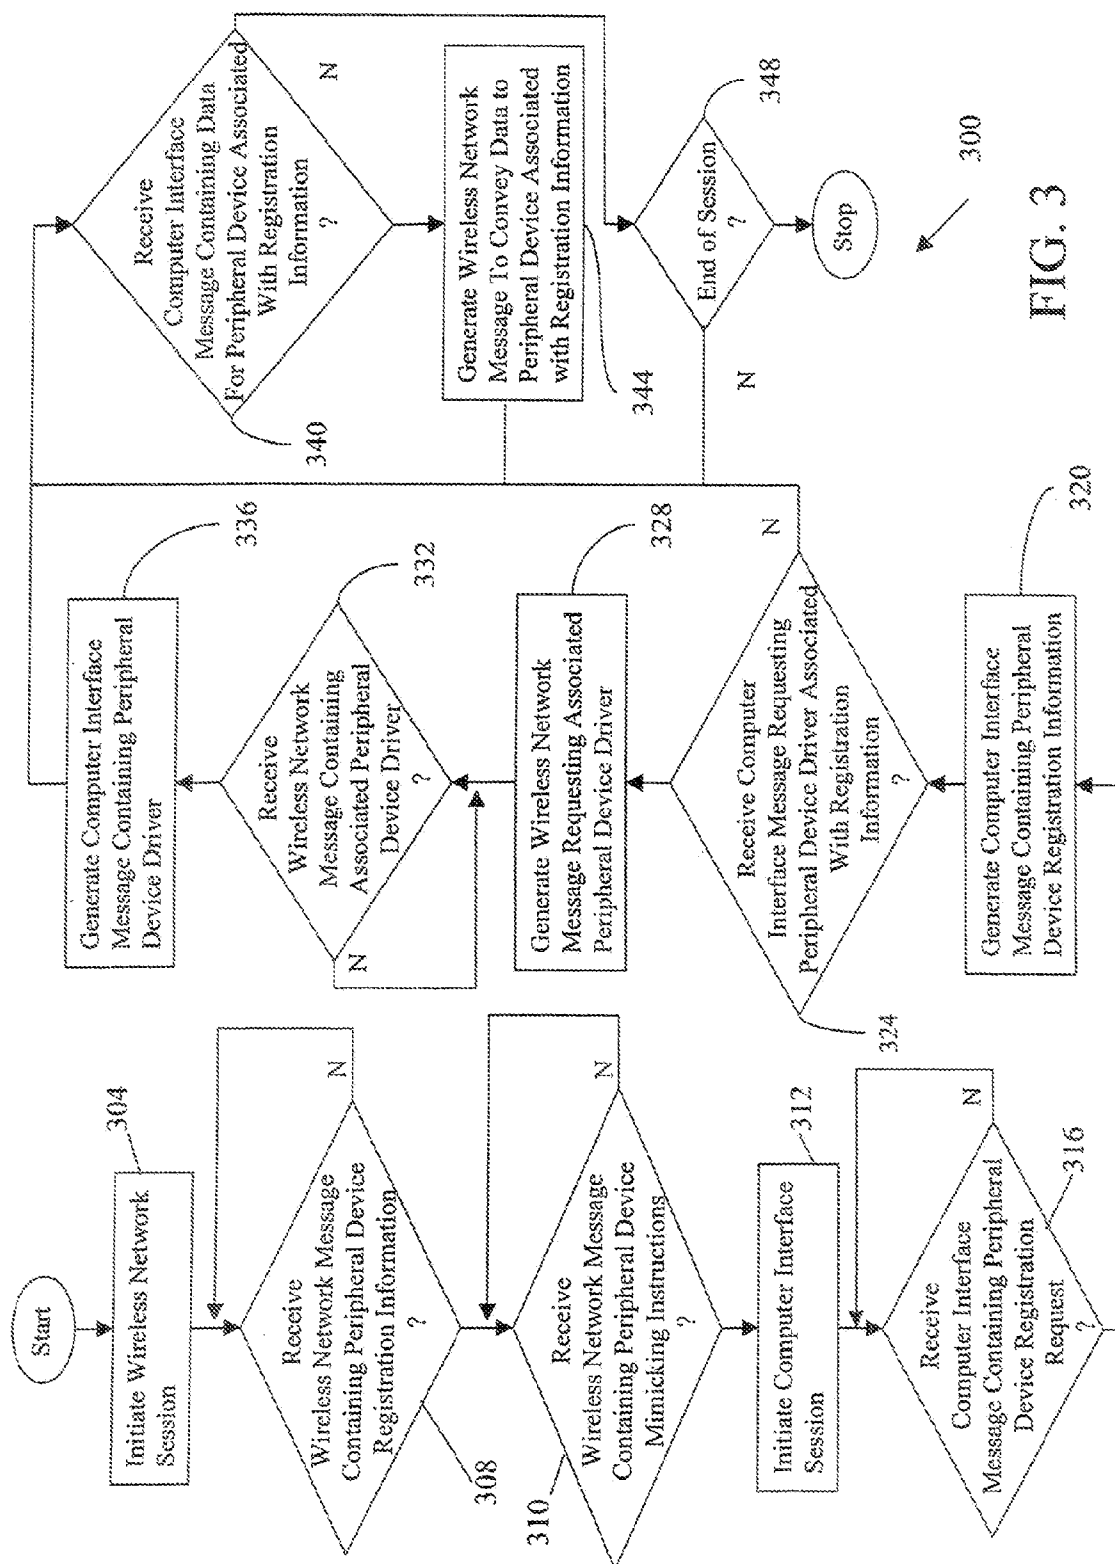 Start
Initiate Wireless Network
Session
304
Receive
Wireless Network Message
Containing Peripheral Device
Registration Information
?
N
308
Receive
Wireless Network Message
Containing Peripheral Device
Mimicking Instructions
?
N
310
Initiate Computer Interface
Session
312
Receive
Computer Interface
Message Containing Peripheral
Device Registration
Request
?
N
316
Generate Computer Interface
Message Containing Peripheral
Device Registration Information
320
Receive Computer
Interface Message Requesting
Peripheral Device Driver Associated
With Registration
Information
?
N
324
Generate Wireless Network
Message Requesting Associated
Peripheral Device Driver
328
Receive
Wireless Network
Message Containing
Associated Peripheral
Device Driver
?
N
332
Generate Computer Interface
Message Containing Peripheral
Device Driver
336
Receive
Computer Interface
Message Containing Data
For Peripheral Device Associated
With Registration
Information
?
N
340
Generate Wireless Network
Message To Convey Data to
Peripheral Device Associated
with Registration Information
344
End of Session
?
N
348
Stop
300
FIG. 3